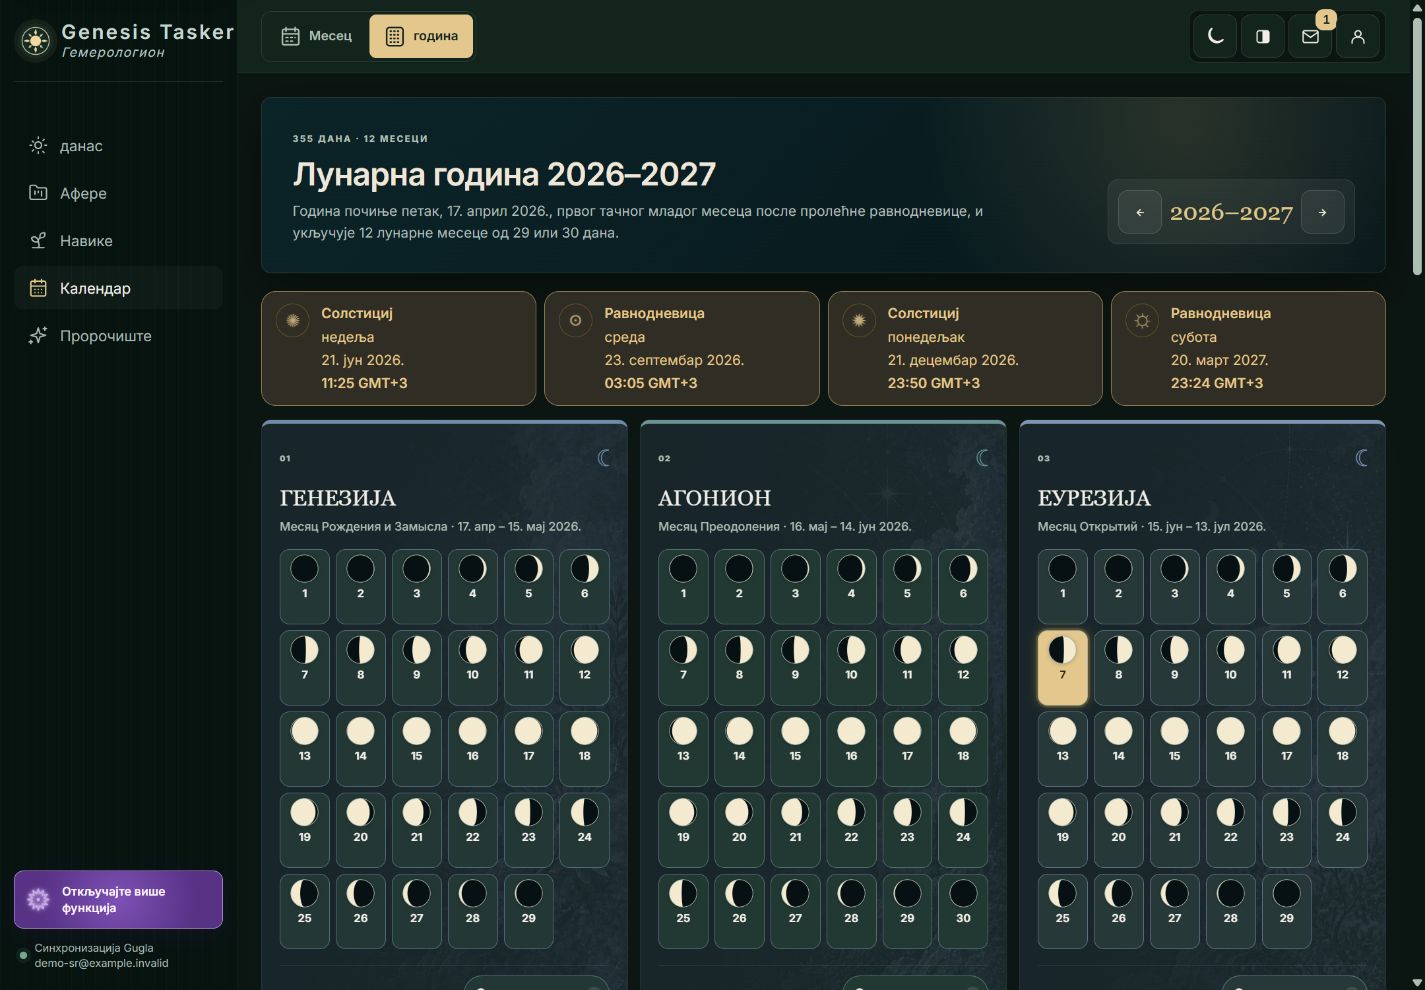 Genesis Tasker
Гемерологион
Месец
година
1
данас
Афере
Навике
Календар
Пророчиште
355 ДАНА · 12 МЕСЕЦИ
Лунарна година 2026–2027
Година почиње петак, 17. април 2026., првог тачног младог месеца после пролећне равнодневице, и
укључује 12 лунарне месеце од 29 или 30 дана.
← 2026–2027 →
Солстициј
недеља
21. јун 2026.
11:25 GMT+3
Равнодневица
среда
23. септембар 2026.
03:05 GMT+3
Солстициј
понедељак
21. децембар 2026.
23:50 GMT+3
Равнодневица
субота
20. март 2027.
23:24 GMT+3
01
ГЕНЕЗИЈА
Месяц Рождения и Замысла · 17. апр – 15. мај 2026.
1 2 3 4 5 6
7 8 9 10 11 12
13 14 15 16 17 18
19 20 21 22 23 24
25 26 27 28 29
02
АГОНИОН
Месяц Преодоления · 16. мај – 14. јун 2026.
1 2 3 4 5 6
7 8 9 10 11 12
13 14 15 16 17 18
19 20 21 22 23 24
25 26 27 28 29 30
03
ЕУРЕЗИЈА
Месяц Открытий · 15. јун – 13. јул 2026.
1 2 3 4 5 6
7 8 9 10 11 12
13 14 15 16 17 18
19 20 21 22 23 24
25 26 27 28 29
Откључајте више
функција
Синхронизација Gugla
demo-sr@example.invalid